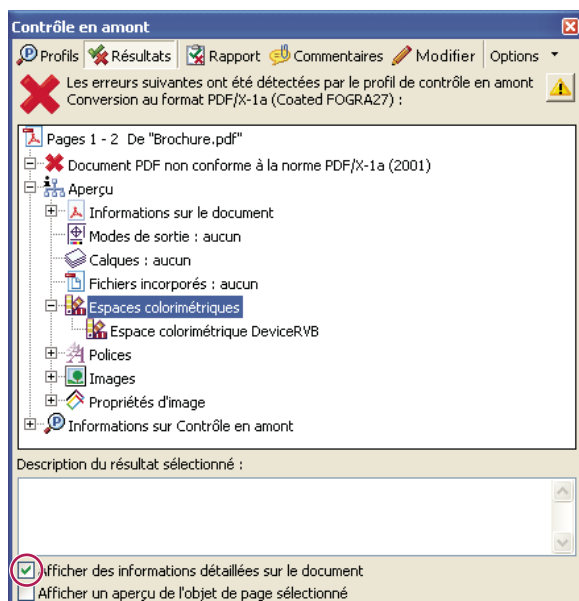 Contrôle en amont
Profils Résultats Rapport Commentaires Modifier Options
Les erreurs suivantes ont été détectées par le profil de contrôle en amont
Conversion au format PDF/X-1a (Coated FOGRA27) :
Pages 1 - 2 De "Brochure.pdf"
Document PDF non conforme à la norme PDF/X-1a (2001)
Aperçu
Informations sur le document
Modes de sortie : aucun
Calques : aucun
Fichiers incorporés : aucun
Espaces colorimétriques
Espace colorimétrique DeviceRVB
Polices
Images
Propriétés d'image
Informations sur Contrôle en amont
Description du résultat sélectionné :
Afficher des informations détaillées sur le document
Afficher un aperçu de l'objet de page sélectionné